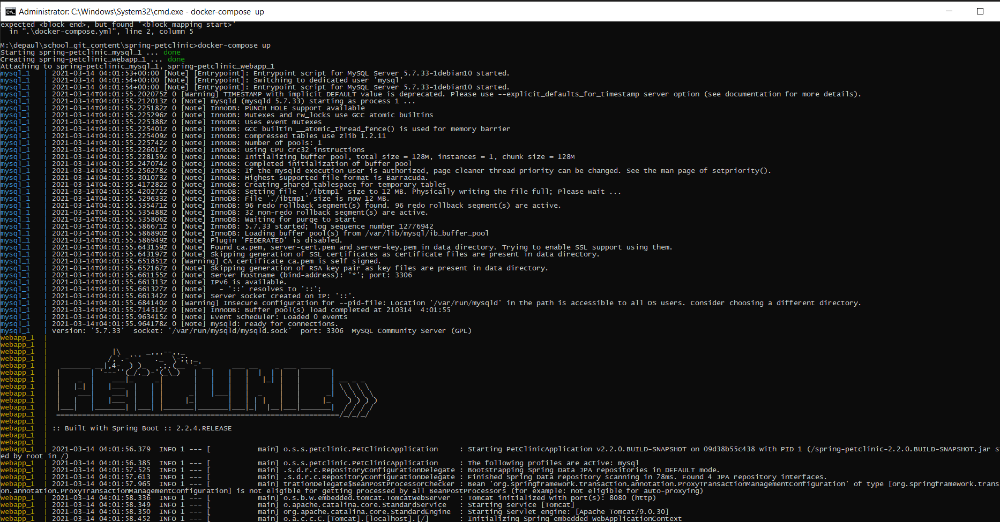 Administrator: C:\Windows\System32\cmd.exe - docker-compose  up
expected <block end>, but found '<block mapping start>'
  in ".\docker-compose.yml", line 2, column 5

M:\depaul\school_git_content\spring-petclinic>docker-compose up
Starting spring-petclinic_mysql_1 ... done
Creating spring-petclinic_webapp_1 ... done
Attaching to spring-petclinic_mysql_1, spring-petclinic_webapp_1
mysql_1   | 2021-03-14 04:01:53+00:00 [Note] [Entrypoint]: Entrypoint script for MySQL Server 5.7.33-1debian10 started.
mysql_1   | 2021-03-14 04:01:54+00:00 [Note] [Entrypoint]: Switching to dedicated user 'mysql'
mysql_1   | 2021-03-14 04:01:54+00:00 [Note] [Entrypoint]: Entrypoint script for MySQL Server 5.7.33-1debian10 started.
mysql_1   | 2021-03-14T04:01:55.202075Z 0 [Warning] TIMESTAMP with implicit DEFAULT value is deprecated. Please use --explicit_defaults_for_timestamp server option (see documentation for more details).
mysql_1   | 2021-03-14T04:01:55.212013Z 0 [Note] mysqld (mysqld 5.7.33) starting as process 1 ...
mysql_1   | 2021-03-14T04:01:55.225182Z 0 [Note] InnoDB: PUNCH HOLE support available
mysql_1   | 2021-03-14T04:01:55.225296Z 0 [Note] InnoDB: Mutexes and rw_locks use GCC atomic builtins
mysql_1   | 2021-03-14T04:01:55.225388Z 0 [Note] InnoDB: Uses event mutexes
mysql_1   | 2021-03-14T04:01:55.225401Z 0 [Note] InnoDB: GCC builtin __atomic_thread_fence() is used for memory barrier
mysql_1   | 2021-03-14T04:01:55.225409Z 0 [Note] InnoDB: Compressed tables use zlib 1.2.11
mysql_1   | 2021-03-14T04:01:55.225742Z 0 [Note] InnoDB: Number of pools: 1
mysql_1   | 2021-03-14T04:01:55.226017Z 0 [Note] InnoDB: Using CPU crc32 instructions
mysql_1   | 2021-03-14T04:01:55.228159Z 0 [Note] InnoDB: Initializing buffer pool, total size = 128M, instances = 1, chunk size = 128M
mysql_1   | 2021-03-14T04:01:55.247074Z 0 [Note] InnoDB: Completed initialization of buffer pool
mysql_1   | 2021-03-14T04:01:55.256278Z 0 [Note] InnoDB: If the mysqld execution user is authorized, page cleaner thread priority can be changed. See the man page of setpriority().
mysql_1   | 2021-03-14T04:01:55.301073Z 0 [Note] InnoDB: Highest supported file format is Barracuda.
mysql_1   | 2021-03-14T04:01:55.417282Z 0 [Note] InnoDB: Creating shared tablespace for temporary tables
mysql_1   | 2021-03-14T04:01:55.420272Z 0 [Note] InnoDB: Setting file './ibtmp1' size to 12 MB. Physically writing the file full; Please wait ...
mysql_1   | 2021-03-14T04:01:55.529633Z 0 [Note] InnoDB: File './ibtmp1' size is now 12 MB.
mysql_1   | 2021-03-14T04:01:55.535471Z 0 [Note] InnoDB: 96 redo rollback segment(s) found. 96 redo rollback segment(s) are active.
mysql_1   | 2021-03-14T04:01:55.535488Z 0 [Note] InnoDB: 32 non-redo rollback segment(s) are active.
mysql_1   | 2021-03-14T04:01:55.535806Z 0 [Note] InnoDB: Waiting for purge to start
mysql_1   | 2021-03-14T04:01:55.586671Z 0 [Note] InnoDB: 5.7.33 started; log sequence number 12776942
mysql_1   | 2021-03-14T04:01:55.586890Z 0 [Note] InnoDB: Loading buffer pool(s) from /var/lib/mysql/ib_buffer_pool
mysql_1   | 2021-03-14T04:01:55.586949Z 0 [Note] Plugin 'FEDERATED' is disabled.
mysql_1   | 2021-03-14T04:01:55.643159Z 0 [Note] Found ca.pem, server-cert.pem and server-key.pem in data directory. Trying to enable SSL support using them.
mysql_1   | 2021-03-14T04:01:55.643197Z 0 [Note] Skipping generation of SSL certificates as certificate files are present in data directory.
mysql_1   | 2021-03-14T04:01:55.651851Z 0 [Warning] CA certificate ca.pem is self signed.
mysql_1   | 2021-03-14T04:01:55.652167Z 0 [Note] Skipping generation of RSA key pair as key files are present in data directory.
mysql_1   | 2021-03-14T04:01:55.661155Z 0 [Note] Server hostname (bind-address): '*'; port: 3306
mysql_1   | 2021-03-14T04:01:55.661313Z 0 [Note] IPv6 is available.
mysql_1   | 2021-03-14T04:01:55.661327Z 0 [Note]   - '::' resolves to '::';
mysql_1   | 2021-03-14T04:01:55.661342Z 0 [Note] Server socket created on IP: '::'.
mysql_1   | 2021-03-14T04:01:55.684140Z 0 [Warning] Insecure configuration for --pid-file: Location '/var/run/mysqld' in the path is accessible to all OS users. Consider choosing a different directory.
mysql_1   | 2021-03-14T04:01:55.714512Z 0 [Note] InnoDB: Buffer pool(s) load completed at 210314  4:01:55
mysql_1   | 2021-03-14T04:01:55.963415Z 0 [Note] Event Scheduler: Loaded 0 events
mysql_1   | 2021-03-14T04:01:55.964178Z 0 [Note] mysqld: ready for connections.
mysql_1   | Version: '5.7.33'  socket: '/var/run/mysqld/mysqld.sock'  port: 3306  MySQL Community Server (GPL)
webapp_1  |
webapp_1  |
webapp_1  |
webapp_1  |
webapp_1  |
webapp_1  |
webapp_1  | PETCLINIC
webapp_1  |
webapp_1  |
webapp_1  |
webapp_1  |
webapp_1  |
webapp_1  |
webapp_1  | :: Built with Spring Boot :: 2.2.4.RELEASE
webapp_1  |
webapp_1  |
webapp_1  | 2021-03-14 04:01:56.379  INFO 1 --- [           main] o.s.s.petclinic.PetClinicApplication     : Starting PetClinicApplication v2.2.0.BUILD-SNAPSHOT on 09d38b55c438 with PID 1 (/spring-petclinic-2.2.0.BUILD-SNAPSHOT.jar s
ed by root in /)
webapp_1  | 2021-03-14 04:01:56.385  INFO 1 --- [           main] o.s.s.petclinic.PetClinicApplication     : The following profiles are active: mysql
webapp_1  | 2021-03-14 04:01:57.525  INFO 1 --- [           main] .s.d.r.c.RepositoryConfigurationDelegate : Bootstrapping Spring Data JPA repositories in DEFAULT mode.
webapp_1  | 2021-03-14 04:01:57.613  INFO 1 --- [           main] .s.d.r.c.RepositoryConfigurationDelegate : Finished Spring Data repository scanning in 78ms. Found 4 JPA repository interfaces.
webapp_1  | 2021-03-14 04:01:57.965  INFO 1 --- [           main] trationDelegate$BeanPostProcessorChecker : Bean 'org.springframework.transaction.annotation.ProxyTransactionManagementConfiguration' of type [org.springframework.trans
on.annotation.ProxyTransactionManagementConfiguration] is not eligible for getting processed by all BeanPostProcessors (for example: not eligible for auto-proxying)
webapp_1  | 2021-03-14 04:01:58.336  INFO 1 --- [           main] o.s.b.w.embedded.tomcat.TomcatWebServer  : Tomcat initialized with port(s): 8080 (http)
webapp_1  | 2021-03-14 04:01:58.349  INFO 1 --- [           main] o.apache.catalina.core.StandardService   : Starting service [Tomcat]
webapp_1  | 2021-03-14 04:01:58.350  INFO 1 --- [           main] org.apache.catalina.core.StandardEngine  : Starting Servlet engine: [Apache Tomcat/9.0.30]
webapp_1  | 2021-03-14 04:01:58.452  INFO 1 --- [           main] o.a.c.c.C.[Tomcat].[localhost].[/]       : Initializing Spring embedded WebApplicationContext